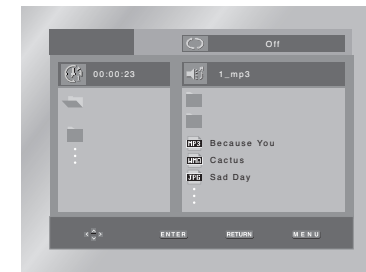 Off
00:00:23
1_mp3
MP3 Because You
WMA Cactus
JPG Sad Day
ENTER RETURN MENU